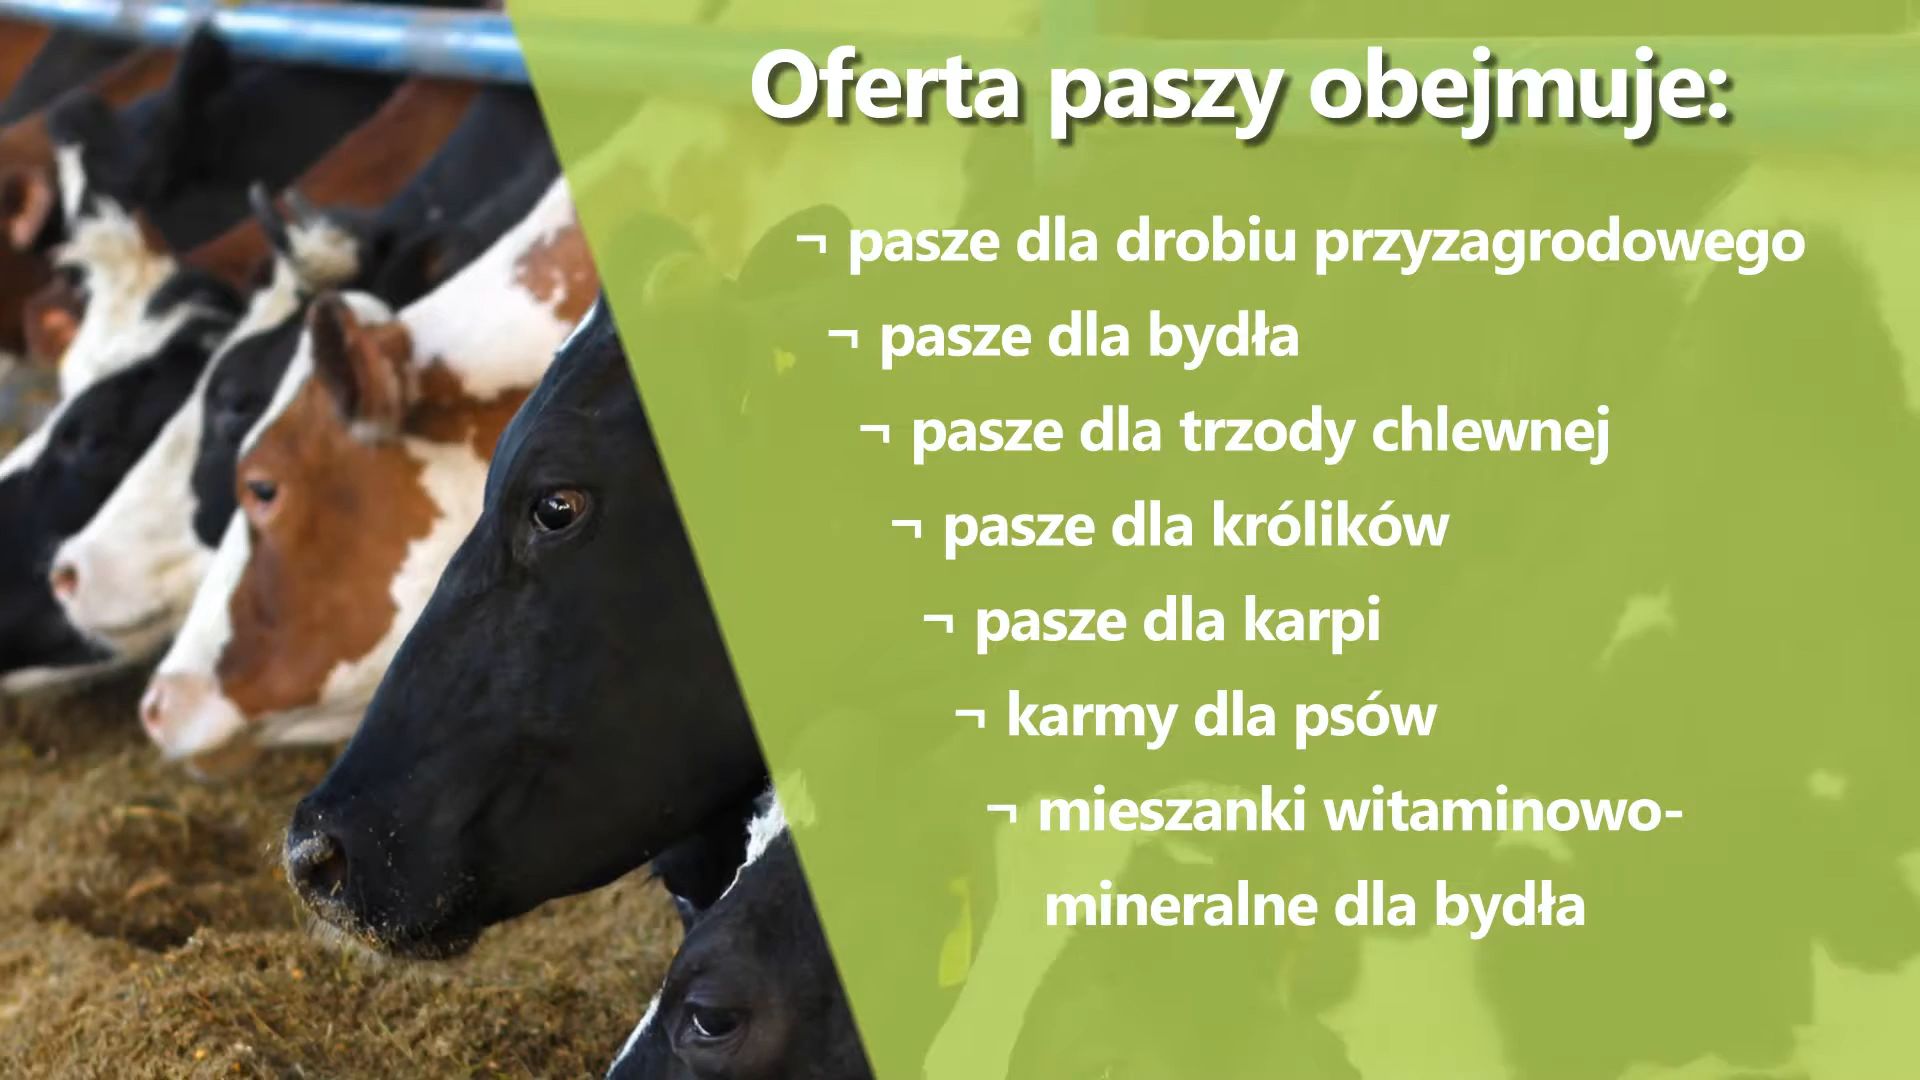 Oferta paszy obejmuje:
¬ pasze dla drobiu przyzagrodowego
¬ pasze dla bydła
¬ pasze dla trzody chlewnej
¬ pasze dla królików
¬ pasze dla karpi
¬ karmy dla psów
¬ mieszanki witaminowo-
mineralne dla bydła